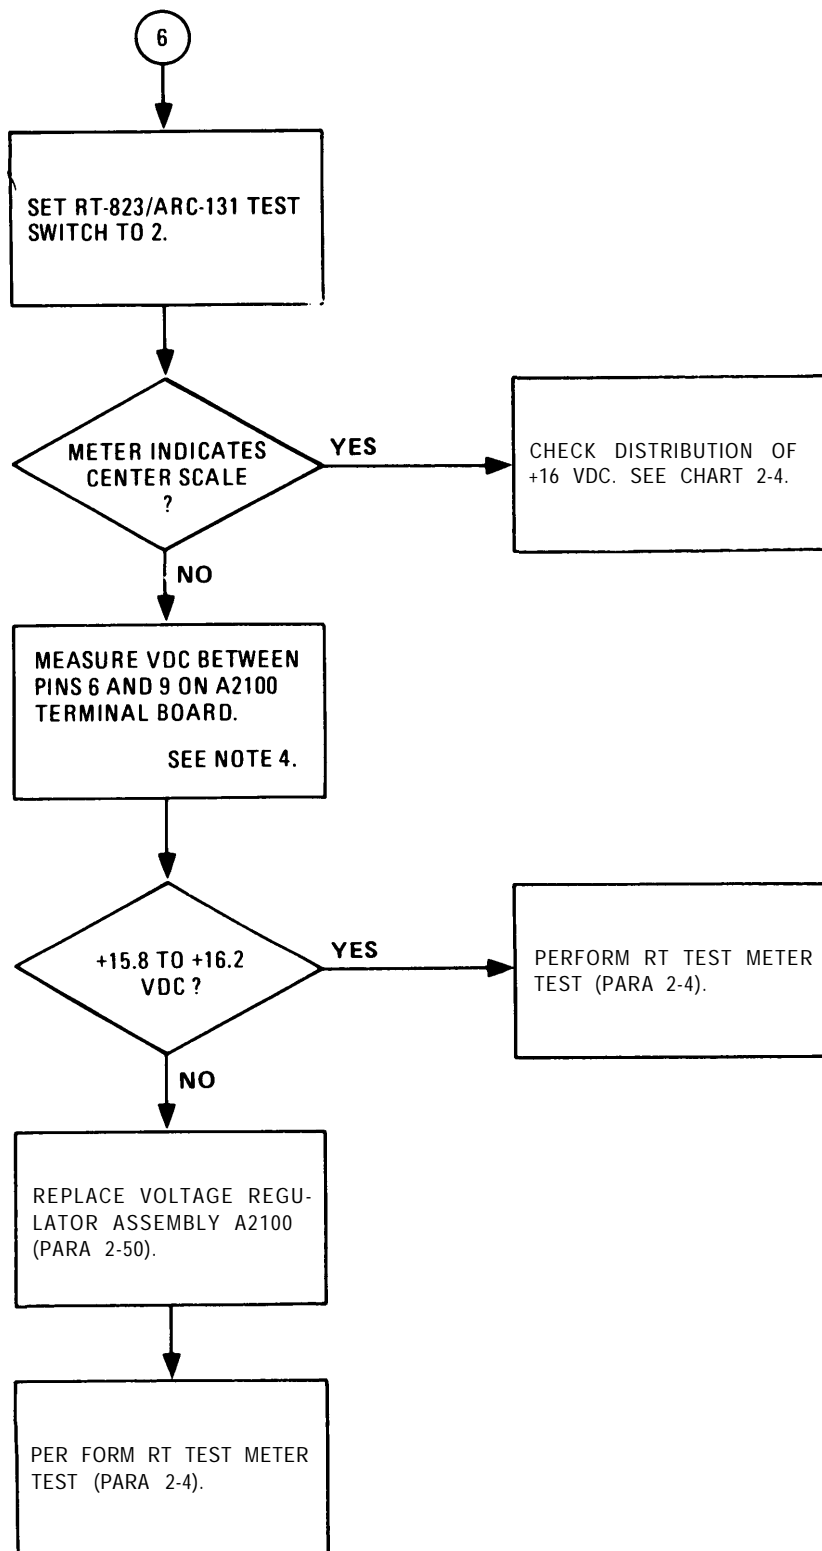 6
SET RT-823/ARC-131 TEST
SWITCH TO 2.
METER INDICATES
CENTER SCALE
?
YES
CHECK DISTRIBUTION OF
+16 VDC. SEE CHART 2-4.
NO
MEASURE VDC BETWEEN
PINS 6 AND 9 ON A2100
TERMINAL BOARD.
SEE NOTE 4.
+15.8 TO +16.2
VDC ?
YES
PERFORM RT TEST METER
TEST (PARA 2-4).
NO
REPLACE VOLTAGE REGU-
LATOR ASSEMBLY A2100
(PARA 2-50).
PER FORM RT TEST METER
TEST (PARA 2-4).